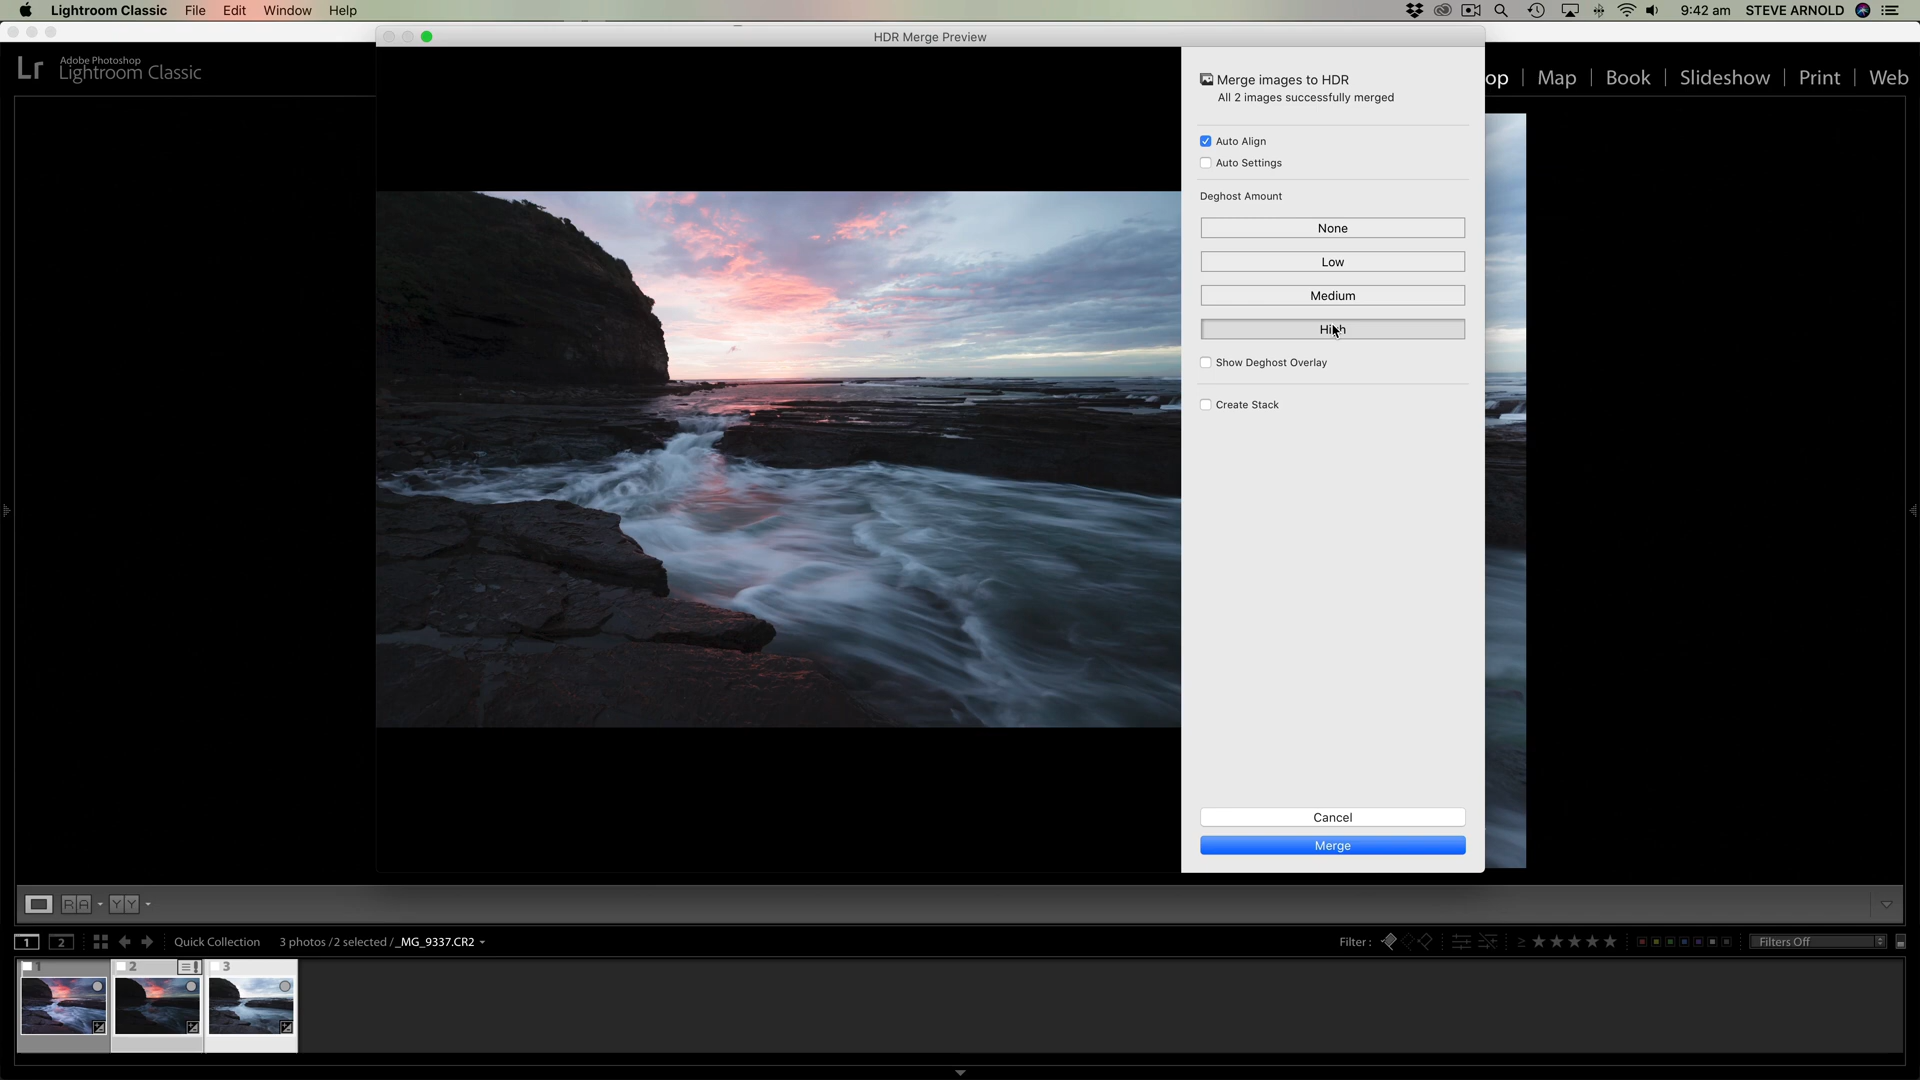 Lightroom Classic File Edit Window Help 9:42 am STEVE ARNOLD
HDR Merge Preview
Lr Adobe Photoshop
Lightroom Classic
op | Map | Book | Slideshow | Print | Web
Merge images to HDR
All 2 images successfully merged
Auto Align
Auto Settings
Deghost Amount
None
Low
Medium
High
Show Deghost Overlay
Create Stack
Cancel
Merge
R A Y Y
1 2 Quick Collection 3 photos /2 selected /_MG_9337.CR2 Filter : ≥ ★★★★★ Filters Off
1 2 3